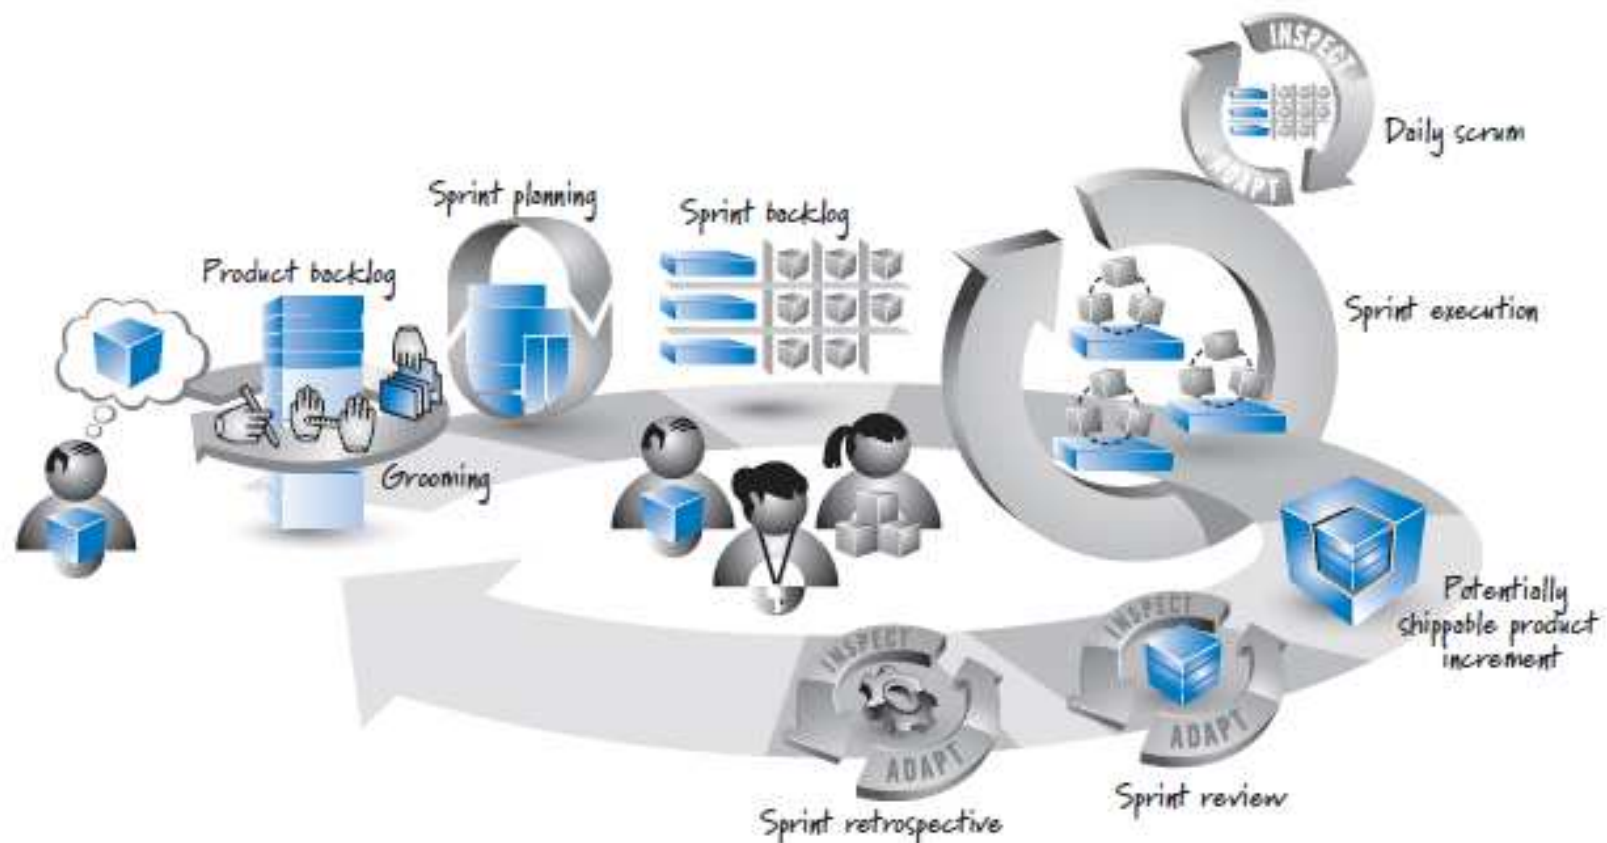 INSPECT
ADAPT
Daily scrum
Sprint planning
Sprint backlog
Product backlog
Sprint execution
Grooming
Potentially
shippable product
increment
INSPECT
ADAPT
Sprint review
INSPECT
ADAPT
Sprint retrospective